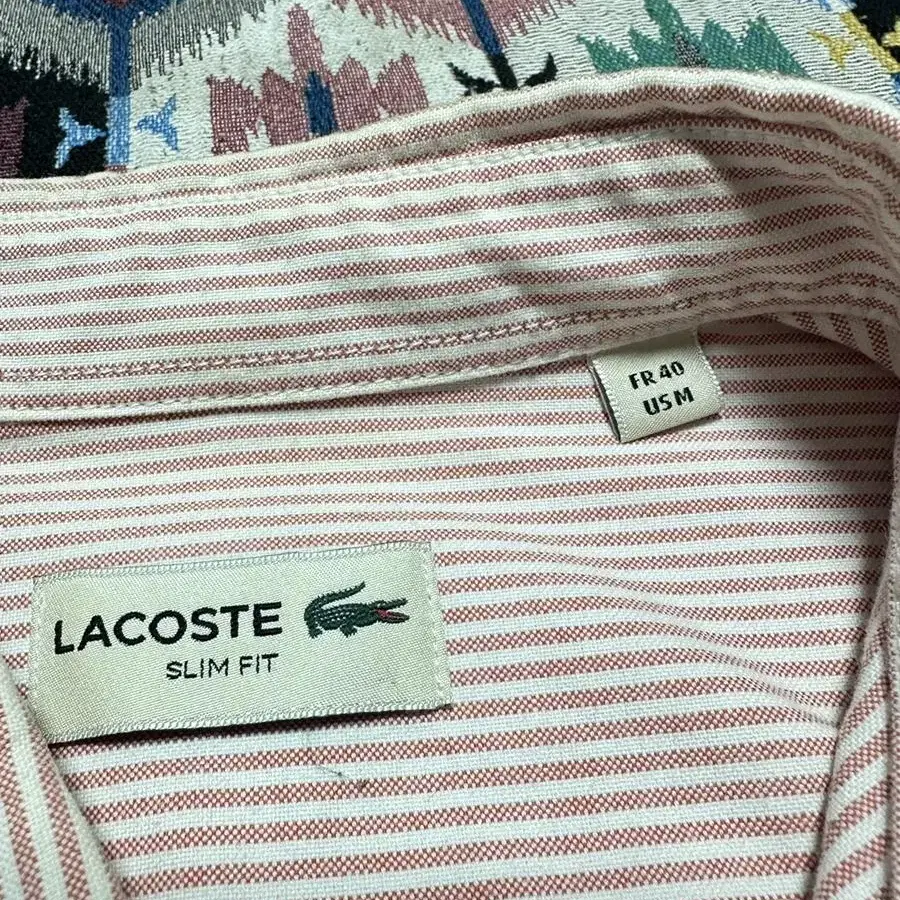 FR 40
US M
LACOSTE
SLIM FIT